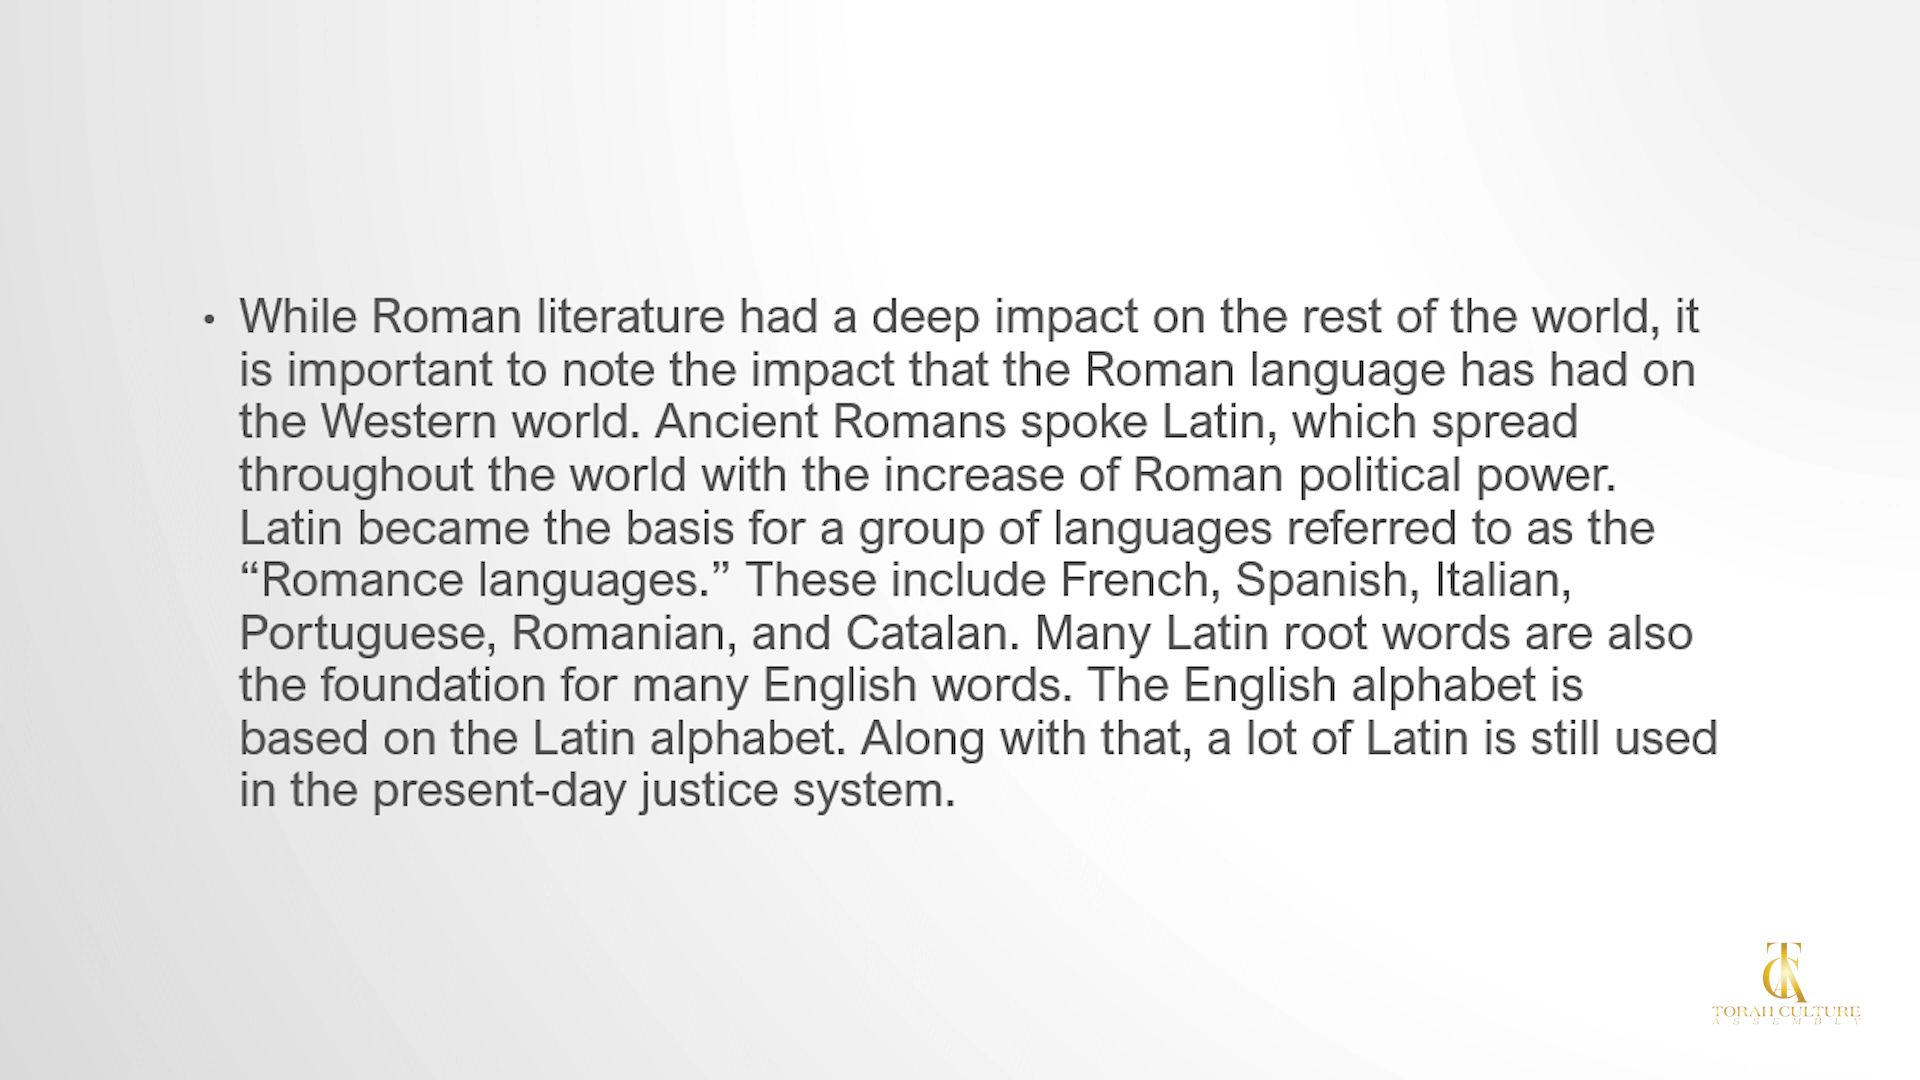 • While Roman literature had a deep impact on the rest of the world, it
is important to note the impact that the Roman language has had on
the Western world. Ancient Romans spoke Latin, which spread
throughout the world with the increase of Roman political power.
Latin became the basis for a group of languages referred to as the
“Romance languages.” These include French, Spanish, Italian,
Portuguese, Romanian, and Catalan. Many Latin root words are also
the foundation for many English words. The English alphabet is
based on the Latin alphabet. Along with that, a lot of Latin is still used
in the present-day justice system.
TCA
TORAH CULTURE
ASSEMBLY